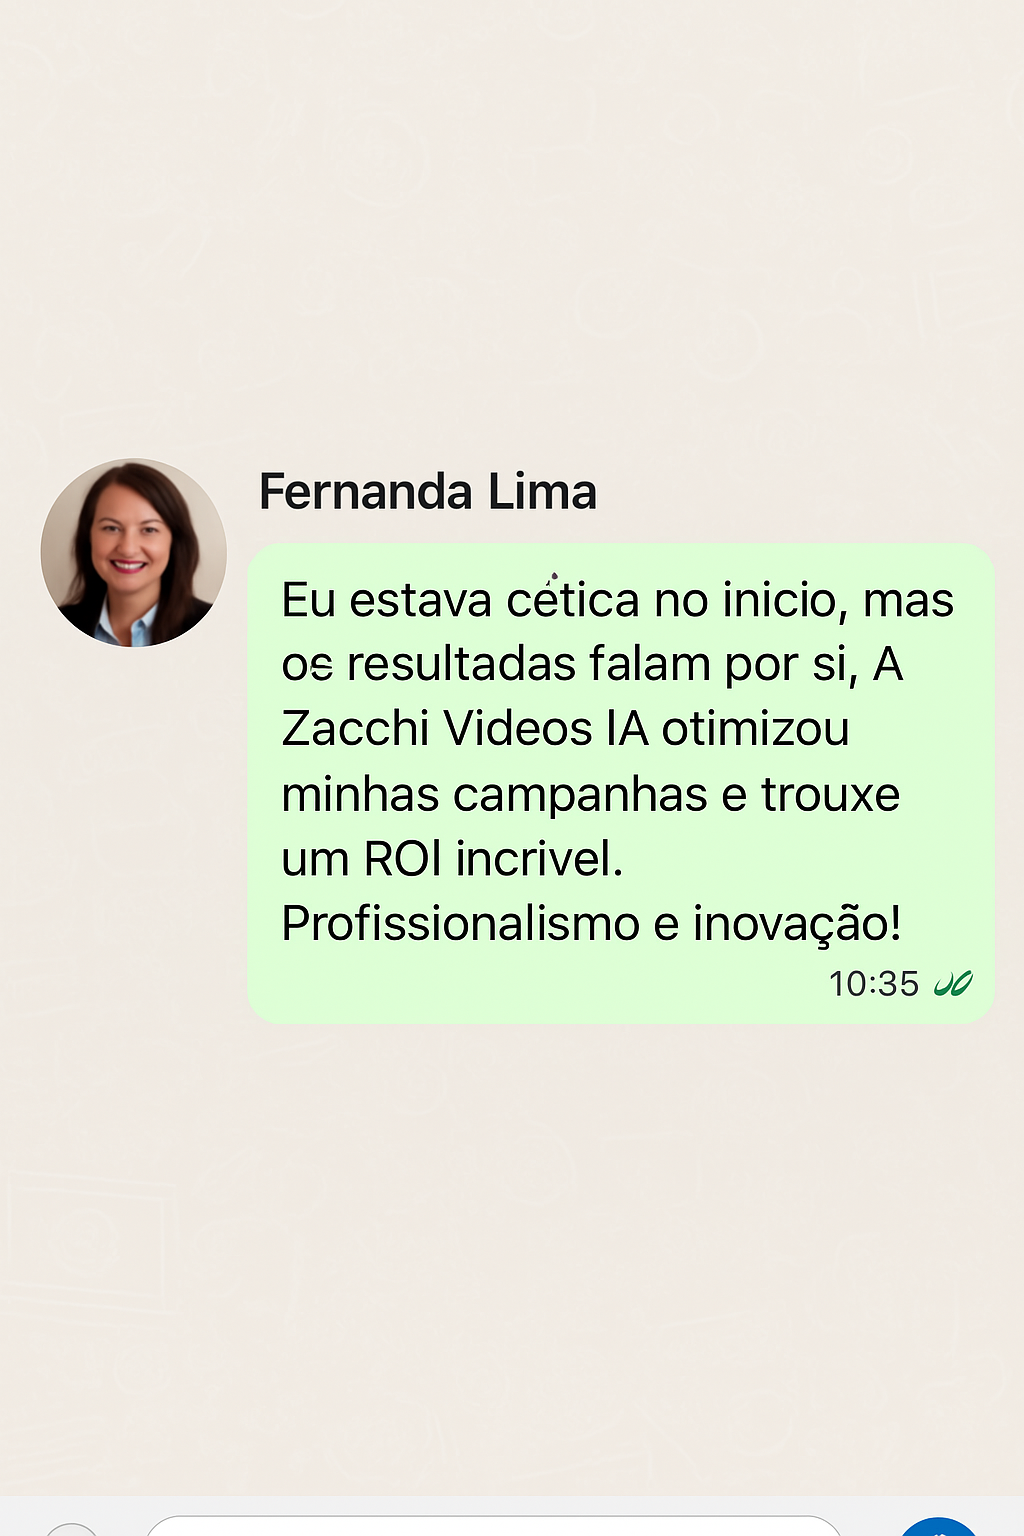 Fernanda Lima
Eu estava cética no inicio, mas
os resultadas falam por si, A
Zacchi Videos IA otimizou
minhas campanhas e trouxe
um ROI incrivel.
Profissionalismo e inovação!
10:35